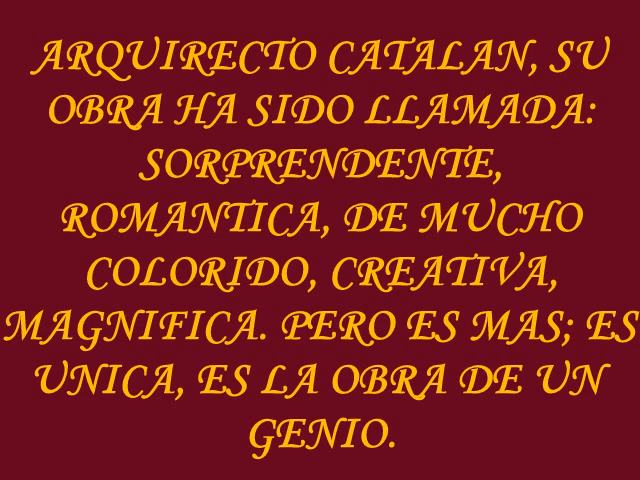 ARQUIRECTO CATALAN, SU
OBRA HA SIDO LLAMADA:
SORPRENDENTE,
ROMANTICA, DE MUCHO
COLORIDO, CREATIVA,
MAGNIFICA. PERO ES MAS; ES
UNICA, ES LA OBRA DE UN
GENIO.